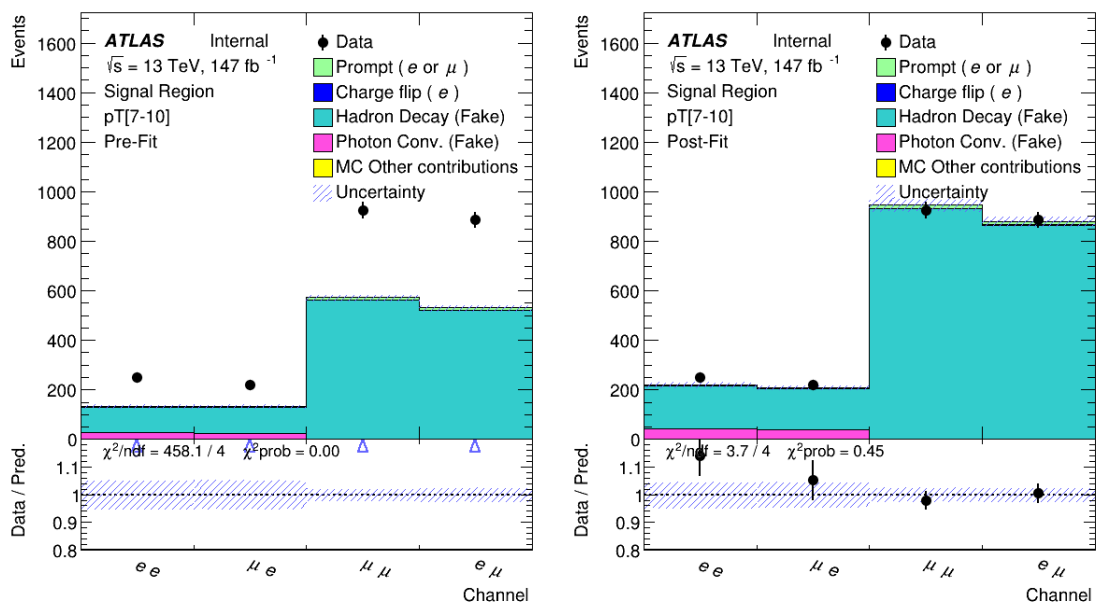 Events
1600
1400
1200
1000
800
600
400
200
0
ATLAS Internal
√s = 13 TeV, 147 fb⁻¹
Signal Region
pT[7-10]
Pre-Fit
Data
Prompt ( e or μ )
Charge flip ( e )
Hadron Decay (Fake)
Photon Conv. (Fake)
MC Other contributions
Uncertainty
χ²/ndf = 458.1 / 4 χ²prob = 0.00
Data / Pred.
1.1
1
0.9
0.8
e e
μ e
μ μ
e μ
Channel
Events
1600
1400
1200
1000
800
600
400
200
0
ATLAS Internal
√s = 13 TeV, 147 fb⁻¹
Signal Region
pT[7-10]
Post-Fit
Data
Prompt ( e or μ )
Charge flip ( e )
Hadron Decay (Fake)
Photon Conv. (Fake)
MC Other contributions
Uncertainty
χ²/ndf = 3.7 / 4 χ²prob = 0.45
Data / Pred.
1.1
1
0.9
0.8
e e
μ e
μ μ
e μ
Channel